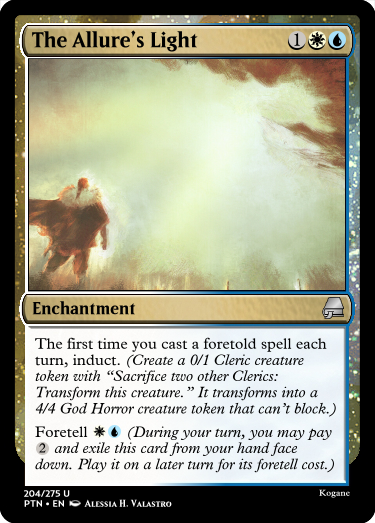 The Allure's Light 1
Enchantment
The first time you cast a foretold spell each
turn, induct. (Create a 0/1 Cleric creature
token with “Sacrifice two other Clerics:
Transform this creature.” It transforms into a
4/4 God Horror creature token that can't block.)
Foretell (During your turn, you may pay
2 and exile this card from your hand face
down. Play it on a later turn for its foretell cost.)
204/275 U
PTN • EN Alessia H. Valastro
Kogane